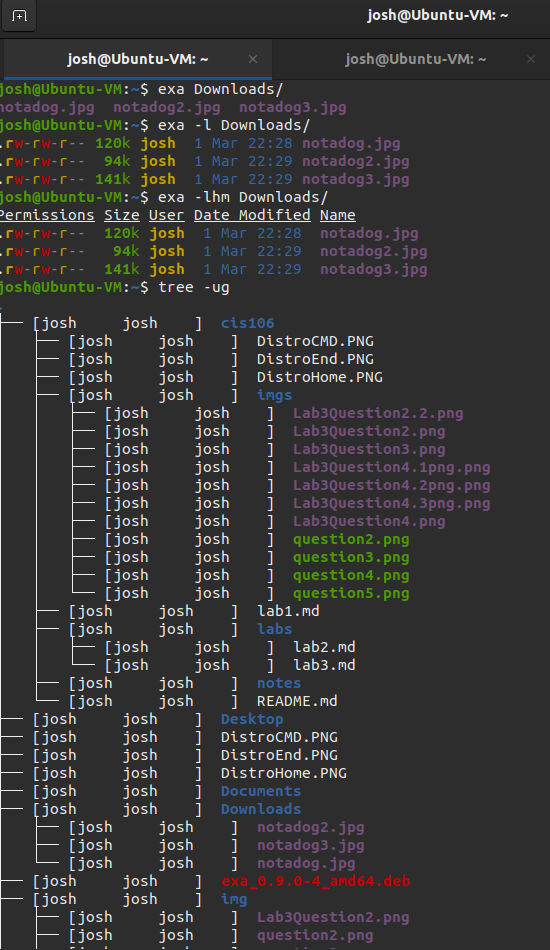 josh@Ubuntu-VM: ~
josh@Ubuntu-VM: ~ × josh@Ubuntu-VM: ~ ×
josh@Ubuntu-VM:~$ exa Downloads/
notadog.jpg notadog2.jpg notadog3.jpg
josh@Ubuntu-VM:~$ exa -l Downloads/
.rw-rw-r-- 120k josh 1 Mar 22:28 notadog.jpg
.rw-rw-r-- 94k josh 1 Mar 22:29 notadog2.jpg
.rw-rw-r-- 141k josh 1 Mar 22:29 notadog3.jpg
josh@Ubuntu-VM:~$ exa -lhm Downloads/
Permissions Size User Date Modified Name
.rw-rw-r-- 120k josh 1 Mar 22:28 notadog.jpg
.rw-rw-r-- 94k josh 1 Mar 22:29 notadog2.jpg
.rw-rw-r-- 141k josh 1 Mar 22:29 notadog3.jpg
josh@Ubuntu-VM:~$ tree -ug
.
├── [josh josh ] cis106
│ ├── [josh josh ] DistroCMD.PNG
│ ├── [josh josh ] DistroEnd.PNG
│ ├── [josh josh ] DistroHome.PNG
│ ├── [josh josh ] imgs
│ │ ├── [josh josh ] Lab3Question2.2.png
│ │ ├── [josh josh ] Lab3Question2.png
│ │ ├── [josh josh ] Lab3Question3.png
│ │ ├── [josh josh ] Lab3Question4.1png.png
│ │ ├── [josh josh ] Lab3Question4.2png.png
│ │ ├── [josh josh ] Lab3Question4.3png.png
│ │ ├── [josh josh ] Lab3Question4.png
│ │ ├── [josh josh ] question2.png
│ │ ├── [josh josh ] question3.png
│ │ ├── [josh josh ] question4.png
│ │ └── [josh josh ] question5.png
│ ├── [josh josh ] lab1.md
│ ├── [josh josh ] labs
│ │ ├── [josh josh ] lab2.md
│ │ └── [josh josh ] lab3.md
│ ├── [josh josh ] notes
│ └── [josh josh ] README.md
├── [josh josh ] Desktop
├── [josh josh ] DistroCMD.PNG
├── [josh josh ] DistroEnd.PNG
├── [josh josh ] DistroHome.PNG
├── [josh josh ] Documents
├── [josh josh ] Downloads
│ ├── [josh josh ] notadog2.jpg
│ ├── [josh josh ] notadog3.jpg
│ └── [josh josh ] notadog.jpg
├── [josh josh ] exa_0.9.0-4_amd64.deb
├── [josh josh ] img
│ ├── [josh josh ] Lab3Question2.png
│ ├── [josh josh ] question2.png